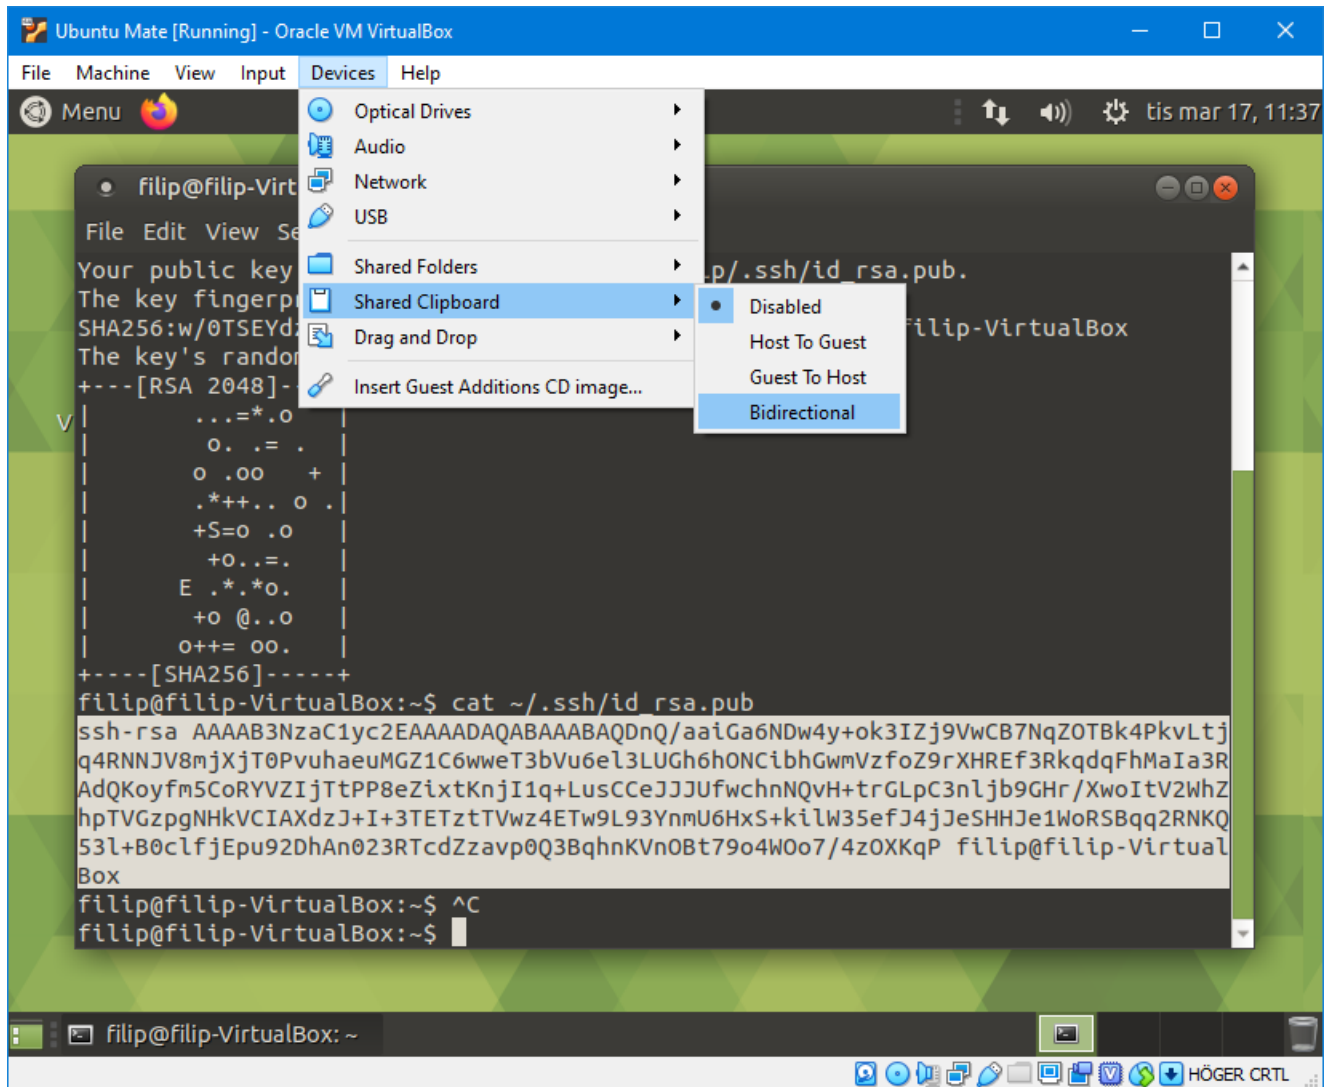 Ubuntu Mate [Running] - Oracle VM VirtualBox
File Machine View Input Devices Help
Menu
tis mar 17, 11:37
Optical Drives
Audio
Network
USB
Shared Folders
Shared Clipboard
Drag and Drop
Insert Guest Additions CD image...
Disabled
Host To Guest
Guest To Host
Bidirectional
filip@filip-Virt
File Edit View Se
Your public key .p/.ssh/id_rsa.pub.
The key fingerp
SHA256:w/0TSEYd filip-VirtualBox
The key's rando
+---[RSA 2048]-
V
|        ...=*.o    |
|         o. .= .   |
|        o .oo    + |
|        .*++.. o .|
|        +S=o .o    |
|         +o..=.    |
|       E .*.*o.    |
|        +o @..o    |
|       o++= oo.    |
+----[SHA256]-----+
filip@filip-VirtualBox:~$ cat ~/.ssh/id_rsa.pub
ssh-rsa AAAAB3NzaC1yc2EAAAADAQABAAABAQDnQ/aaiGa6NDw4y+ok3IZj9VwCB7NqZOTBk4PkvLtj
q4RNNJV8mjXjT0PvuhaeuMGZ1C6wweT3bVu6el3LUGh6hONCibhGwmVzfoZ9rXHREf3RkqdqFhMaIa3R
AdQKoyfm5CoRYVZIjTtPP8eZixtKnjI1q+LusCCeJJJUfwchnNQvH+trGLpC3nljb9GHr/XwoItV2WhZ
hpTVGzpgNHkVCIAXdzJ+I+3TETztTVwz4ETw9L93YnmU6HxS+kilW35efJ4jJeSHHJe1WoRSBqq2RNKQ
53l+B0clfjEpu92DhAn023RTcdZzavp0Q3BqhnKVnOBt79o4WOo7/4zOXKqP filip@filip-Virtual
Box
filip@filip-VirtualBox:~$ ^C
filip@filip-VirtualBox:~$
filip@filip-VirtualBox: ~
HÖGER CRTL